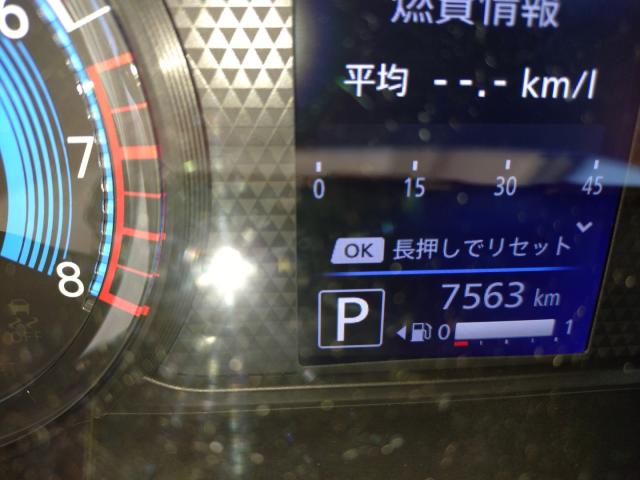 燃費情報
平均 --.- km/l
0 15 30 45
OK 長押しでリセット
7563 km
P
0 1
6
7
8
OFF